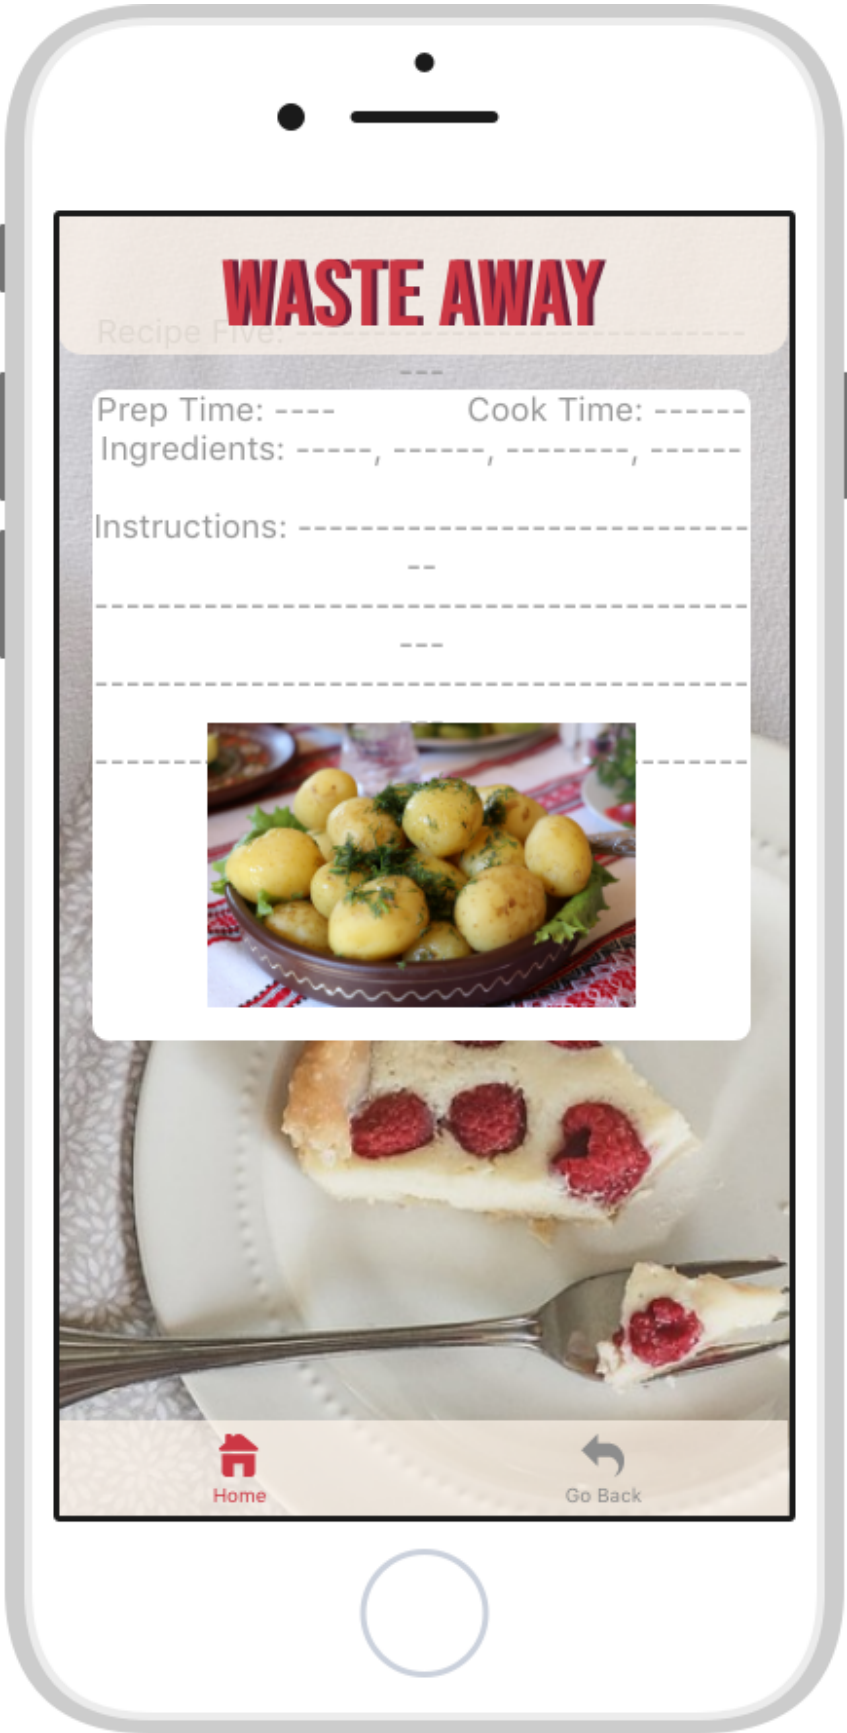 WASTE AWAY
Recipe Five: -----------------------------
---
Prep Time: ---- Cook Time: ------
Ingredients: -----, ------, --------, ------
Instructions: -----------------------------
--
------------------------------------------
---
------------------------------------------
---
------------------------------------------
Home
Go Back